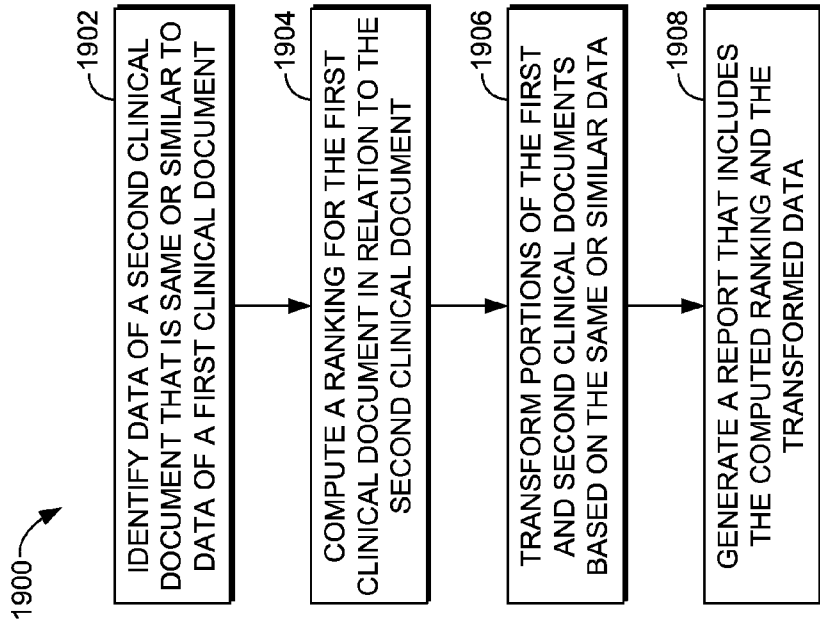 1900
1902
IDENTIFY DATA OF A SECOND CLINICAL
DOCUMENT THAT IS SAME OR SIMILAR TO
DATA OF A FIRST CLINICAL DOCUMENT
1904
COMPUTE A RANKING FOR THE FIRST
CLINICAL DOCUMENT IN RELATION TO THE
SECOND CLINICAL DOCUMENT
1906
TRANSFORM PORTIONS OF THE FIRST
AND SECOND CLINICAL DOCUMENTS
BASED ON THE SAME OR SIMILAR DATA
1908
GENERATE A REPORT THAT INCLUDES
THE COMPUTED RANKING AND THE
TRANSFORMED DATA